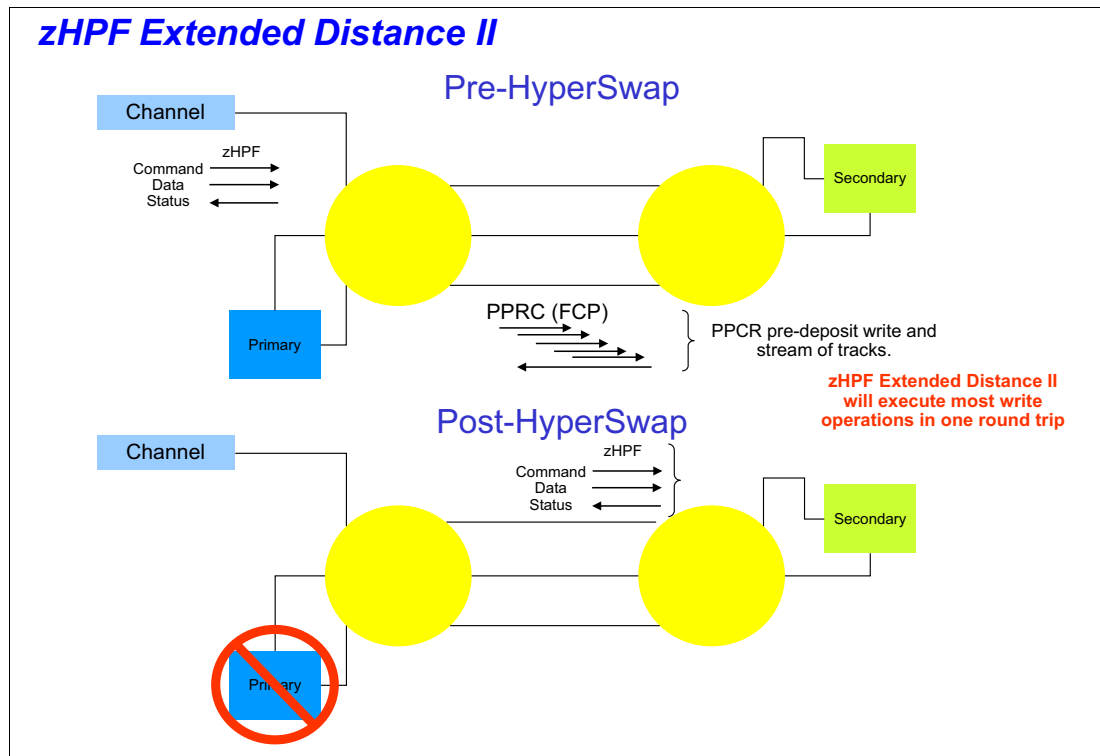 zHPF Extended Distance II
Pre-HyperSwap
Channel
zHPF
Command
Data
Status
Secondary
Primary
PPRC (FCP)
PPCR pre-deposit write and
stream of tracks.
zHPF Extended Distance II
will execute most write
operations in one round trip
Post-HyperSwap
Channel
zHPF
Command
Data
Status
Secondary
Primary